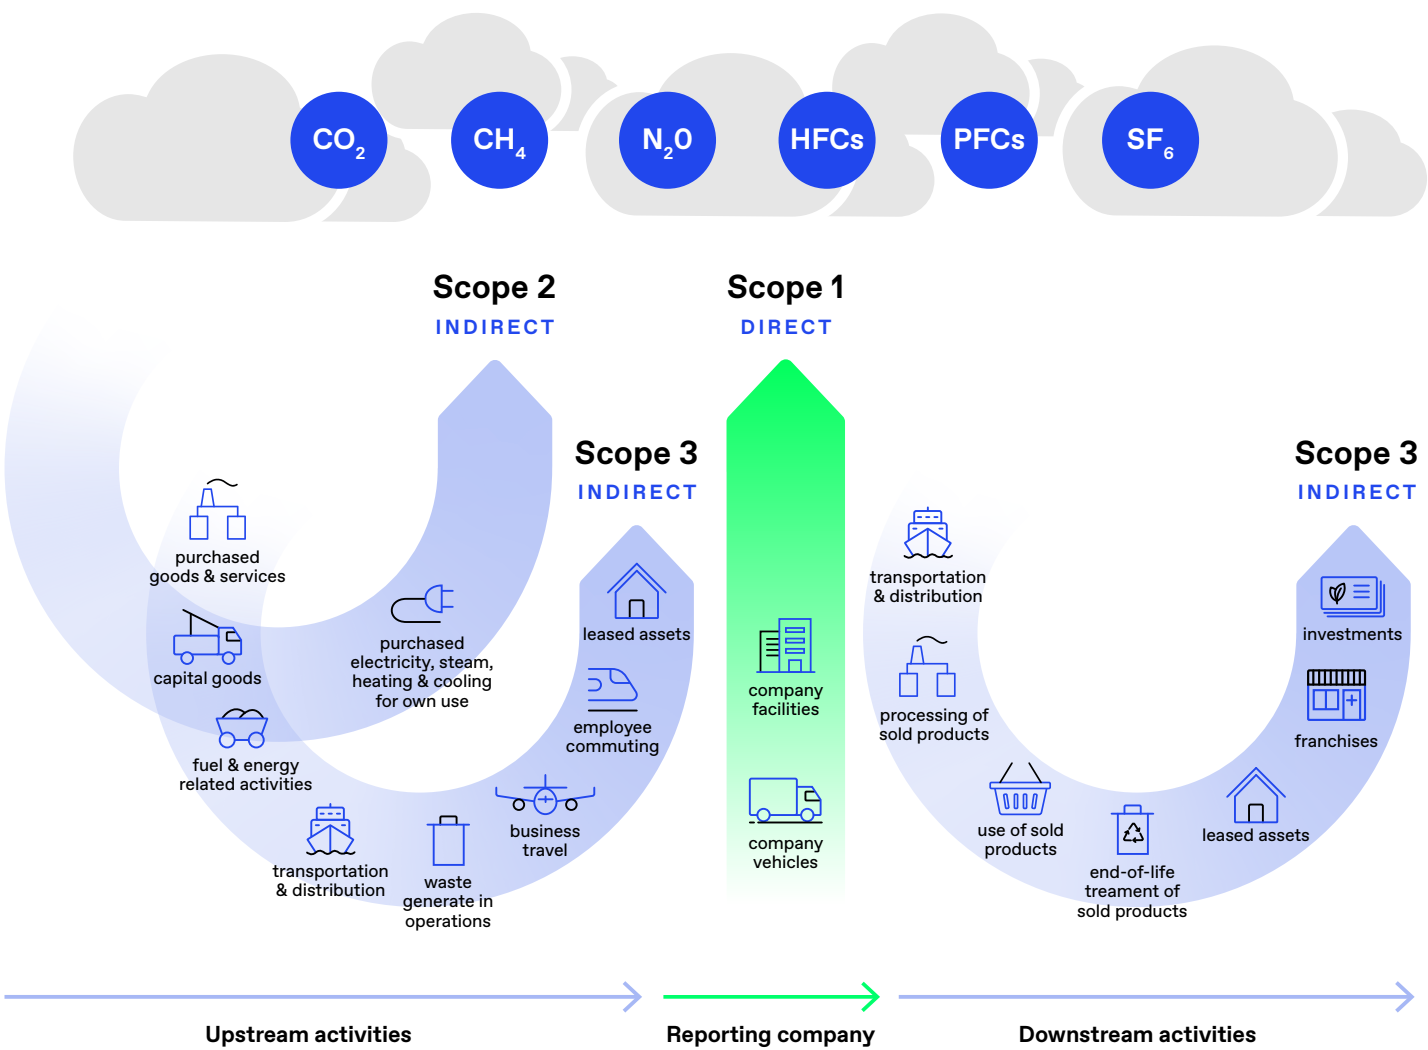 CO2
CH4
N20
HFCs
PFCs
SF6
Scope 2
INDIRECT
Scope 1
DIRECT
Scope 3
INDIRECT
Scope 3
INDIRECT
purchased
goods & services
capital goods
fuel & energy
related activities
transportation
& distribution
waste
generate in
operations
business
travel
employee
commuting
leased assets
purchased
electricity, steam,
heating & cooling
for own use
company
facilities
company
vehicles
transportation
& distribution
processing of
sold products
use of sold
products
end-of-life
treament of
sold products
leased assets
franchises
investments
Upstream activities
Reporting company
Downstream activities